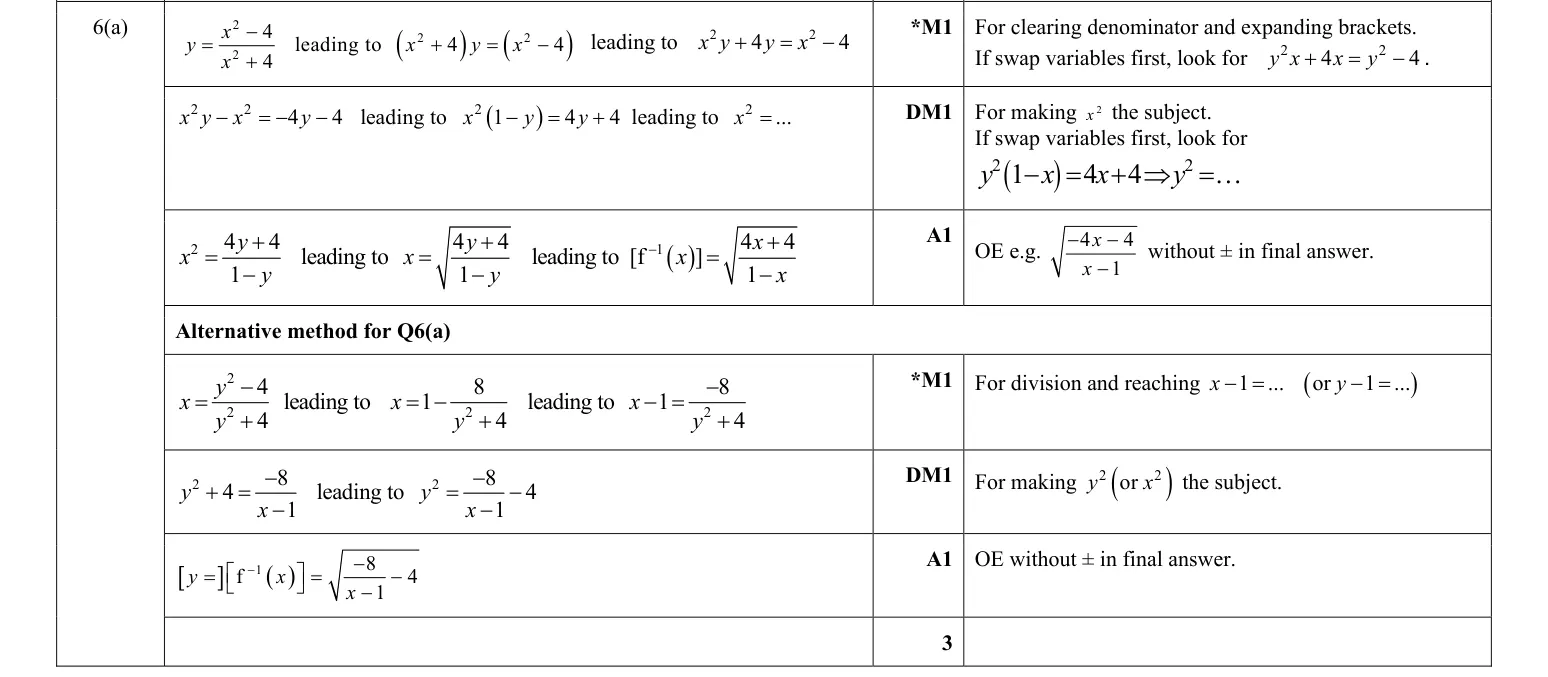 6(a)
y = (x² − 4)/(x² + 4) leading to (x² + 4) y = (x² − 4) leading to x²y + 4y = x² − 4
*M1
For clearing denominator and expanding brackets.
If swap variables first, look for y²x + 4x = y² − 4 .
x²y − x² = −4y − 4 leading to x²(1 − y) = 4y + 4 leading to x² = ...
DM1
For making x² the subject.
If swap variables first, look for
y²(1−x) = 4x+4 ⇒ y² = …
x² = (4y + 4)/(1 − y) leading to x = √((4y + 4)/(1 − y)) leading to [f⁻¹(x)] = √((4x + 4)/(1 − x))
A1
OE e.g. √((−4x − 4)/(x − 1)) without ± in final answer.
Alternative method for Q6(a)
x = (y² − 4)/(y² + 4) leading to x = 1 − 8/(y² + 4) leading to x − 1 = −8/(y² + 4)
*M1
For division and reaching x − 1 = ... (or y − 1 = ...)
y² + 4 = −8/(x − 1) leading to y² = −8/(x − 1) − 4
DM1
For making y² (or x²) the subject.
[y =][f⁻¹(x)] = √(−8/(x − 1) − 4)
A1
OE without ± in final answer.
3